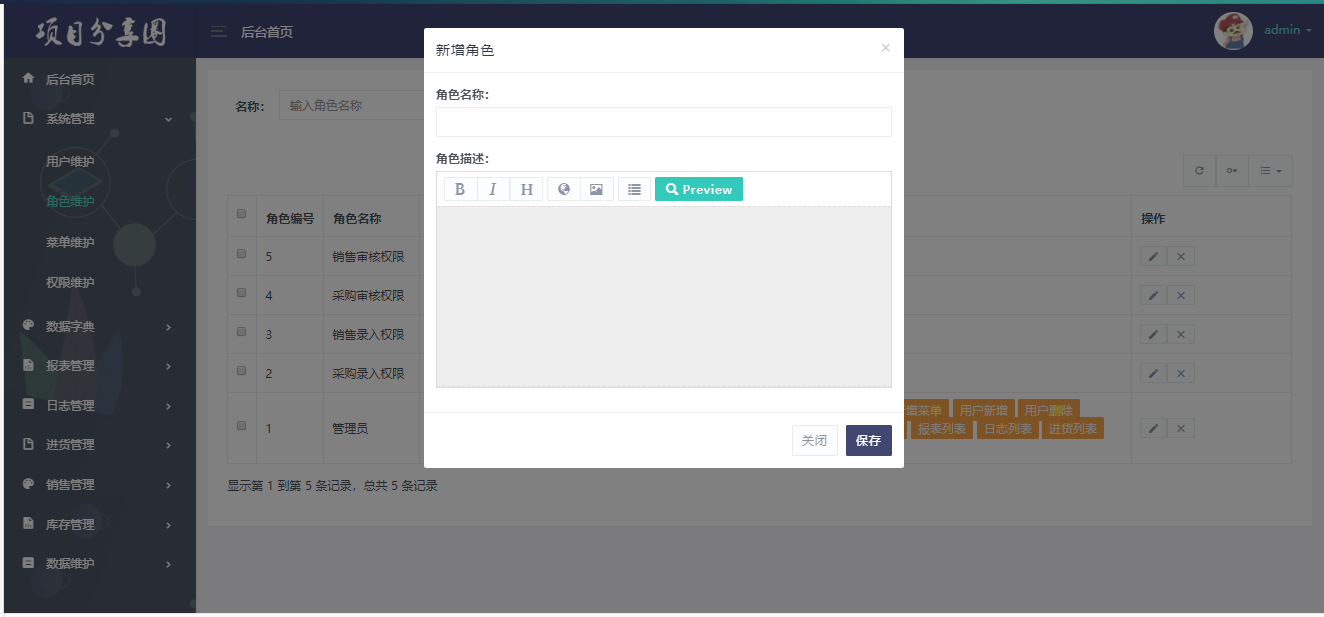 项目分享圈
后台首页
admin
后台首页
系统管理
用户维护
角色维护
菜单维护
权限维护
数据字典
报表管理
日志管理
进货管理
销售管理
库存管理
数据维护
名称：
输入角色名称
角色编号 角色名称 操作
5 销售审核权限
4 采购审核权限
3 销售录入权限
2 采购录入权限
1 管理员
增菜单 用户新增 用户删除
报表列表 日志列表 进货列表
显示第 1 到第 5 条记录，总共 5 条记录
新增角色
×
角色名称：
角色描述：
B I H Preview
关闭 保存